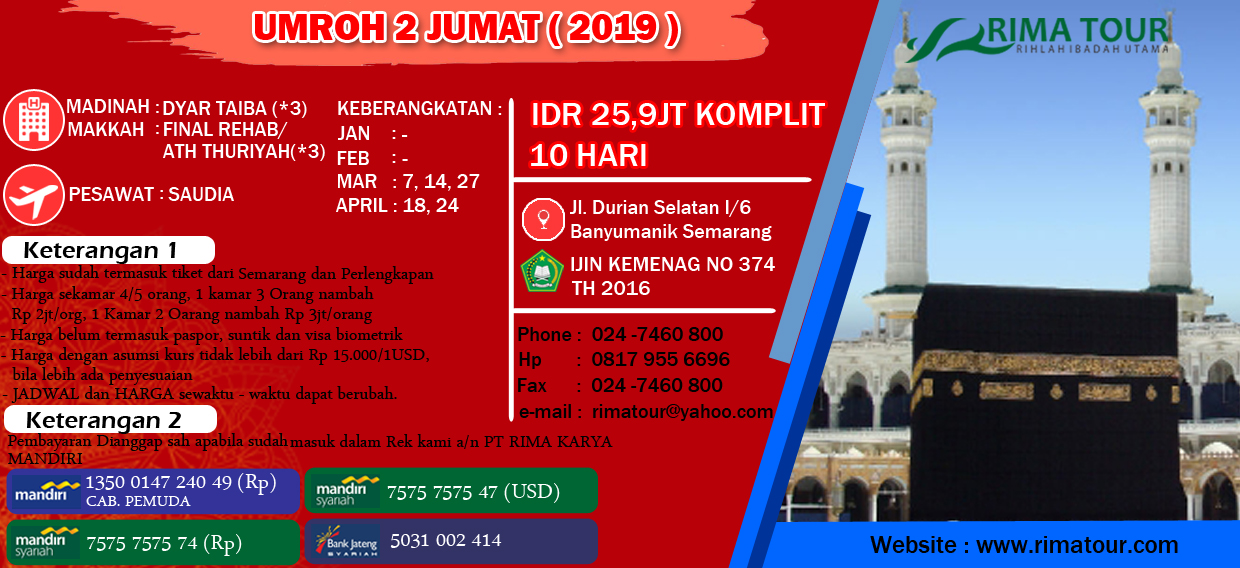 UMROH 2 JUMAT ( 2019 )
RIMA TOUR
RIHLAH IBADAH UTAMA
MADINAH : DYAR TAIBA (*3)
MAKKAH : FINAL REHAB/
ATH THURIYAH(*3)
PESAWAT : SAUDIA
KEBERANGKATAN :
JAN : -
FEB : -
MAR : 7, 14, 27
APRIL : 18, 24
IDR 25,9JT KOMPLIT
10 HARI
Jl. Durian Selatan I/6
Banyumanik Semarang
IJIN KEMENAG NO 374
TH 2016
Phone : 024 -7460 800
Hp : 0817 955 6696
Fax : 024 -7460 800
e-mail : rimatour@yahoo.com
Keterangan 1
- Harga sudah termasuk tiket dari Semarang dan Perlengkapan
- Harga sekamar 4/5 orang, 1 kamar 3 Orang nambah
Rp 2jt/org, 1 Kamar 2 Oarang nambah Rp 3jt/orang
- Harga belum termasuk paspor, suntik dan visa biometrik
- Harga dengan asumsi kurs tidak lebih dari Rp 15.000/1USD,
bila lebih ada penyesuaian
- JADWAL dan HARGA sewaktu - waktu dapat berubah.
Keterangan 2
Pembayaran Dianggap sah apabila sudah masuk dalam Rek kami a/n PT RIMA KARYA
MANDIRI
mandiri 1350 0147 240 49 (Rp)
CAB. PEMUDA
mandiri syariah 7575 7575 47 (USD)
mandiri syariah 7575 7575 74 (Rp)
Bank Jateng SYARIAH 5031 002 414
Website : www.rimatour.com